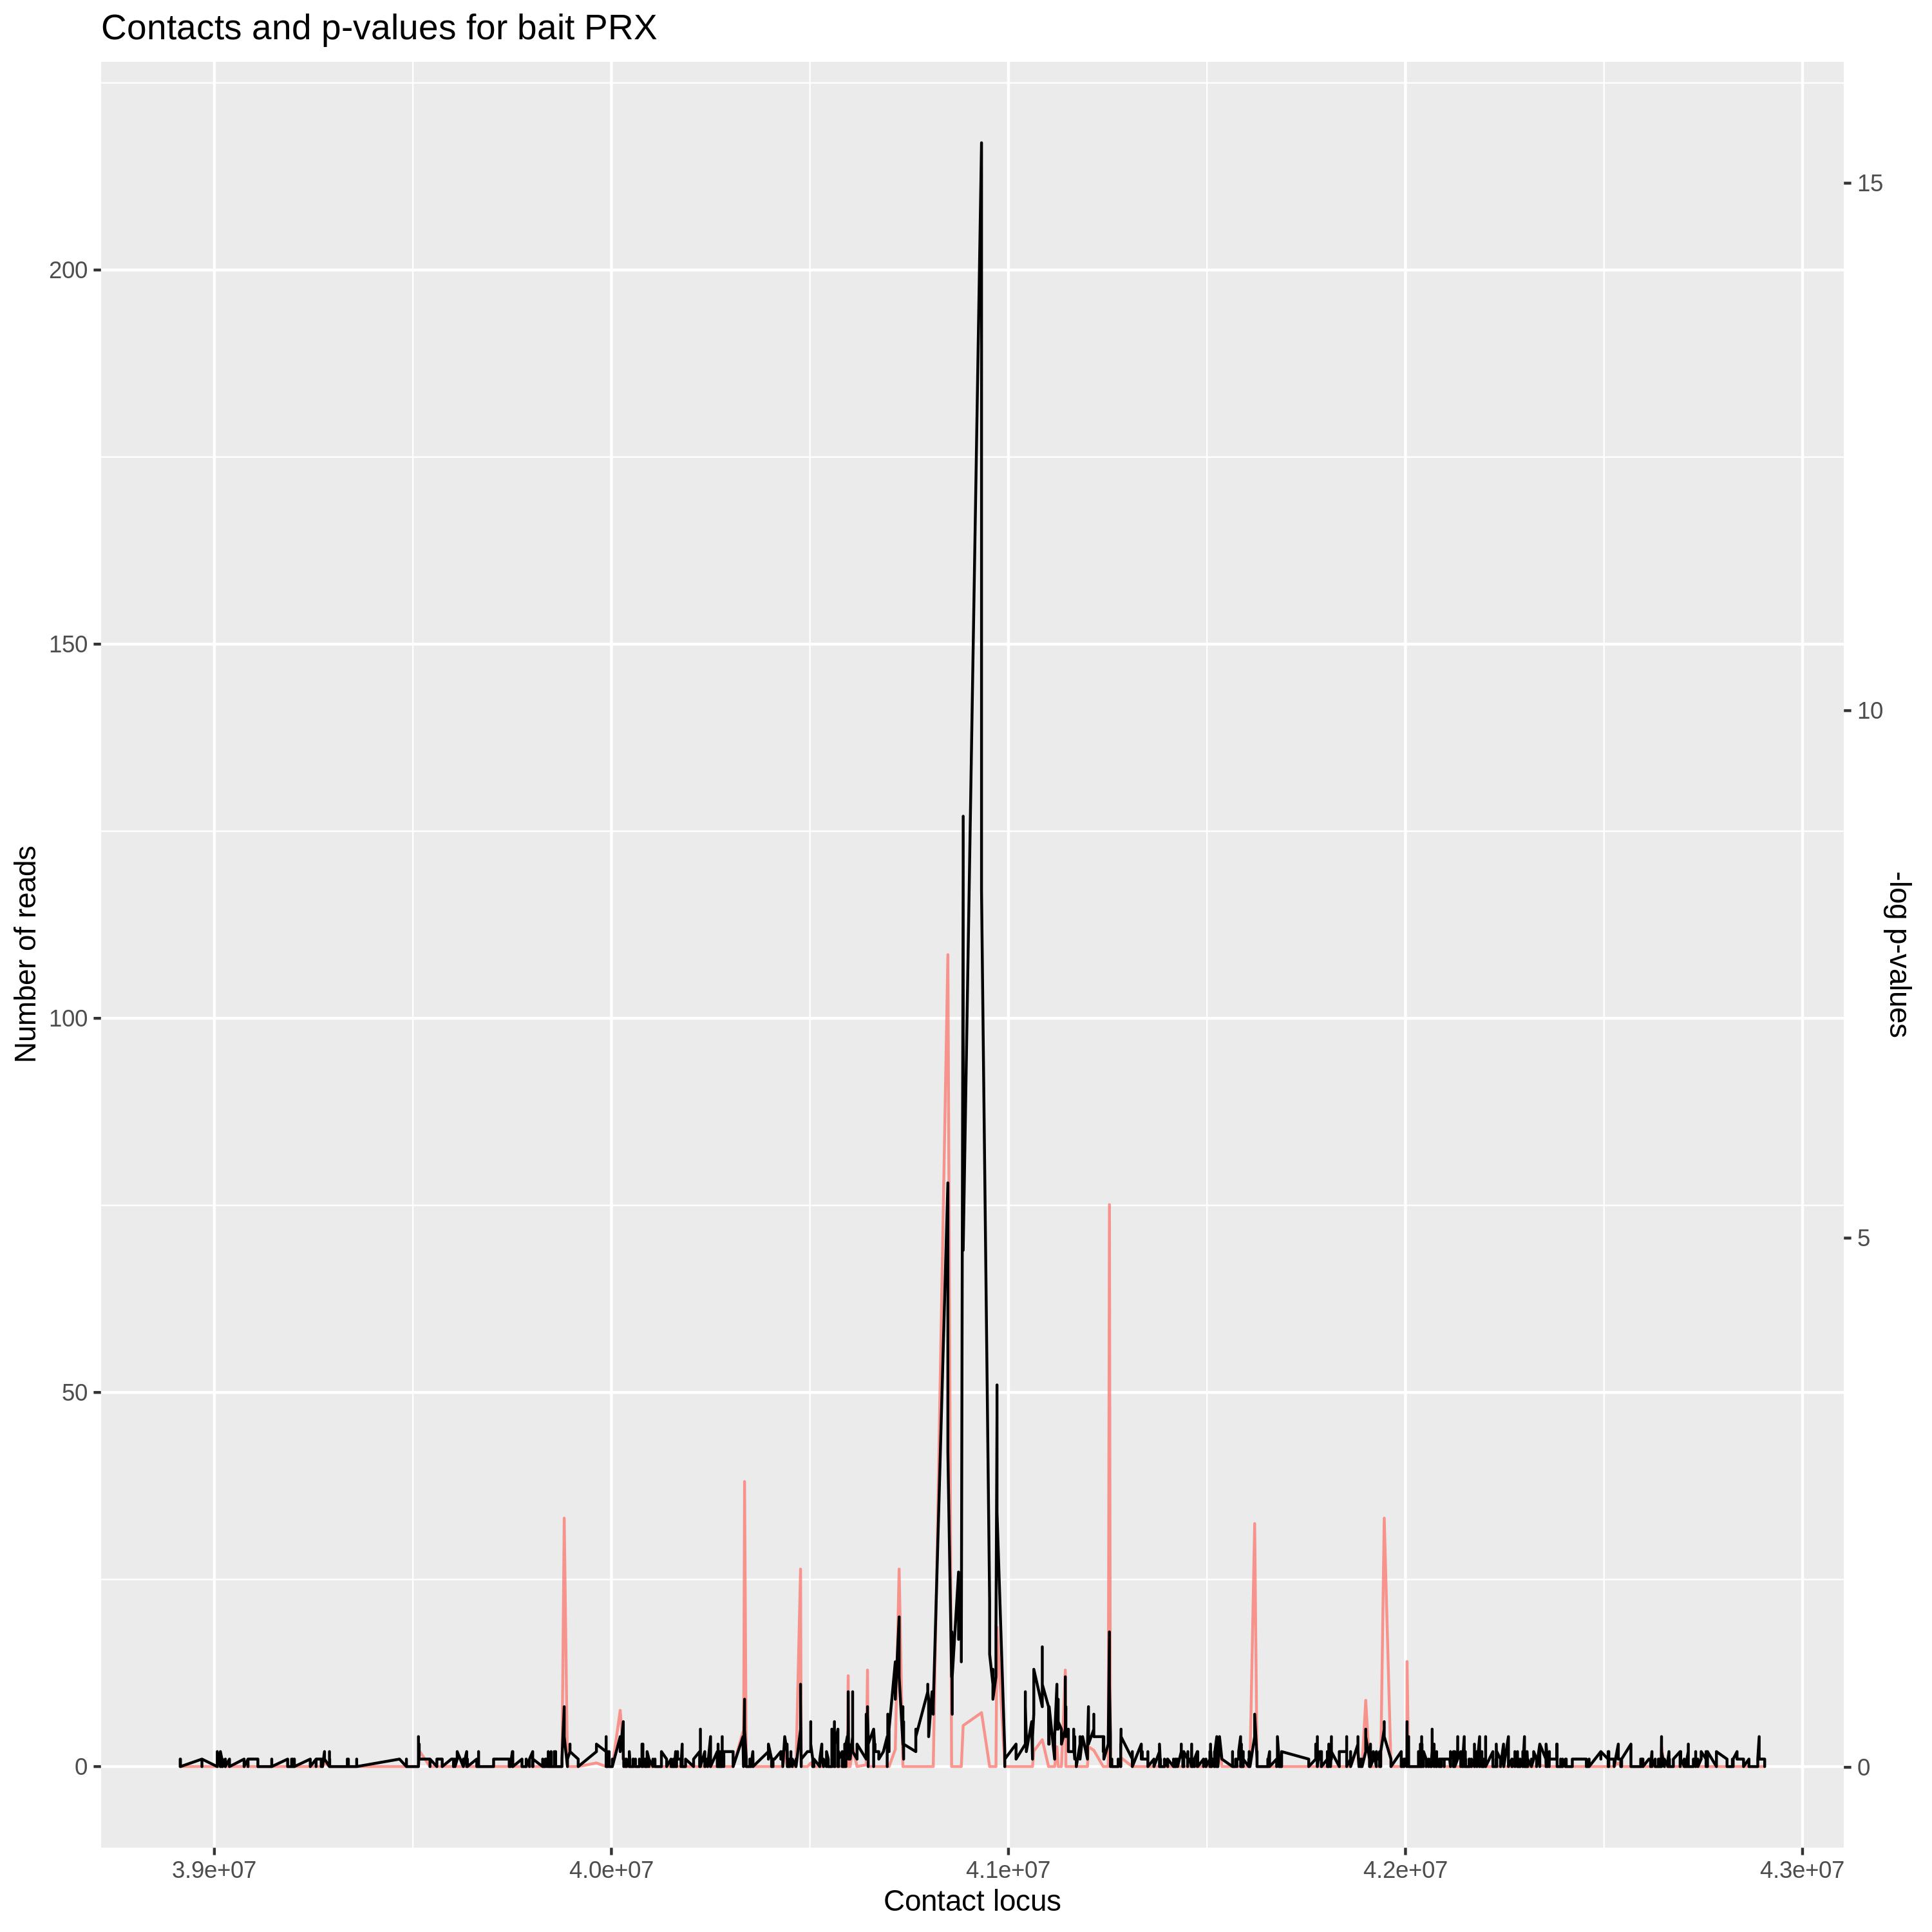 Contacts and p-values for bait PRX
200
150
100
50
0
Number of reads
15
10
5
0
-log p-values
3.9e+07 4.0e+07 4.1e+07 4.2e+07 4.3e+07
Contact locus